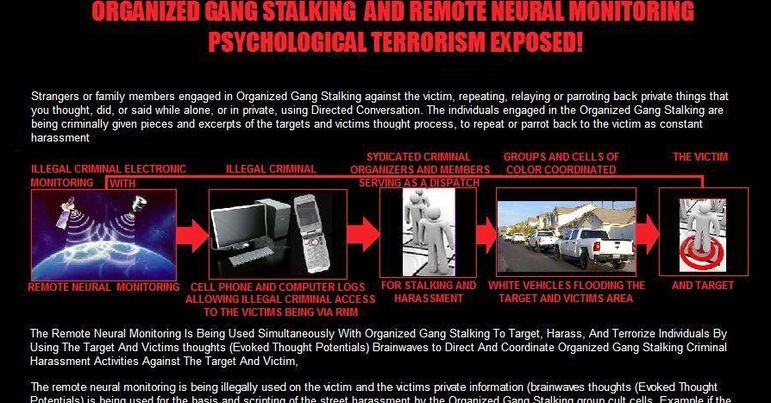 ORGANIZED GANG STALKING AND REMOTE NEURAL MONITORING
PSYCHOLOGICAL TERRORISM EXPOSED!
Strangers or family members engaged in Organized Gang Stalking against the victim, repeating, relaying or parroting back private things that
you thought, did, or said while alone, or in private, using Directed Conversation. The individuals engaged in the Organized Gang Stalking are
being criminally given pieces and excerpts of the targets and victims thought process, to repeat or parrot back to the victim as constant
harassment
ILLEGAL CRIMINAL ELECTRONIC
MONITORING WITH
REMOTE NEURAL MONITORING
ILLEGAL CRIMINAL
CELL PHONE AND COMPUTER LOGS
ALLOWING ILLEGAL CRIMINAL ACCESS
TO THE VICTIMS BEING VIA RNM
SYDICATED CRIMINAL
ORGANIZERS AND MEMBERS
SERVING AS A DISPATCH
FOR STALKING AND
HARASSMENT
GROUPS AND CELLS OF
COLOR COORDINATED
WHITE VEHICLES FLOODING THE
TARGET AND VICTIMS AREA
THE VICTIM
AND TARGET
The Remote Neural Monitoring Is Being Used Simultaneously With Organized Gang Stalking To Target, Harass, And Terrorize Individuals By
Using The Target And Victims thoughts (Evoked Thought Potentials) Brainwaves to Direct And Coordinate Organized Gang Stalking Criminal
Harassment Activities Against The Target And Victim,
The remote neural monitoring is being illegally used on the victim and the victims private information (brainwaves thoughts (Evoked Thought
Potentials) is being used for the basis and scripting of the street harassment by the Organized Gang Stalking group cult cells. Example if the